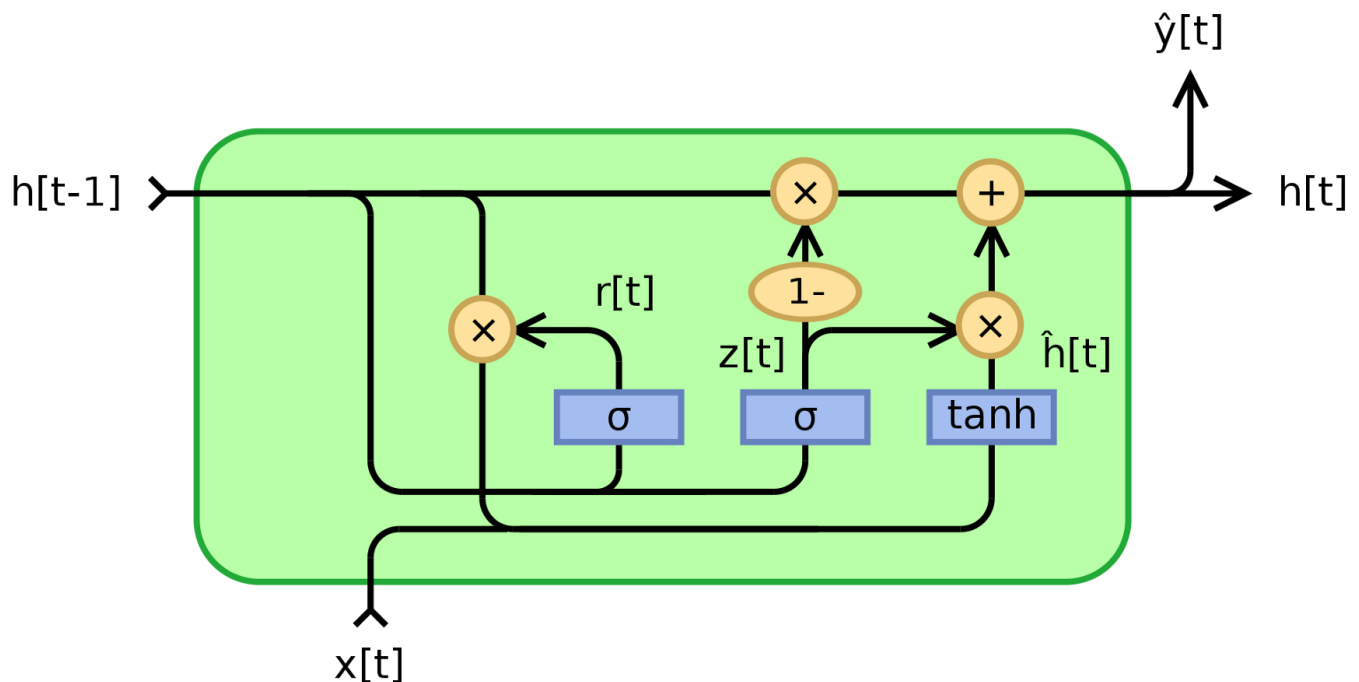 ŷ[t]
h[t-1]
×
+
h[t]
r[t]
1-
×
z[t]
×
ĥ[t]
σ
σ
tanh
x[t]